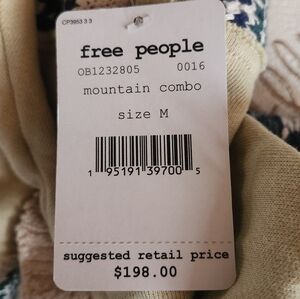 CP3953 3 3
free people
OB1232805 0016
mountain combo
size M
1 95191 39700 5
suggested retail price
$198.00